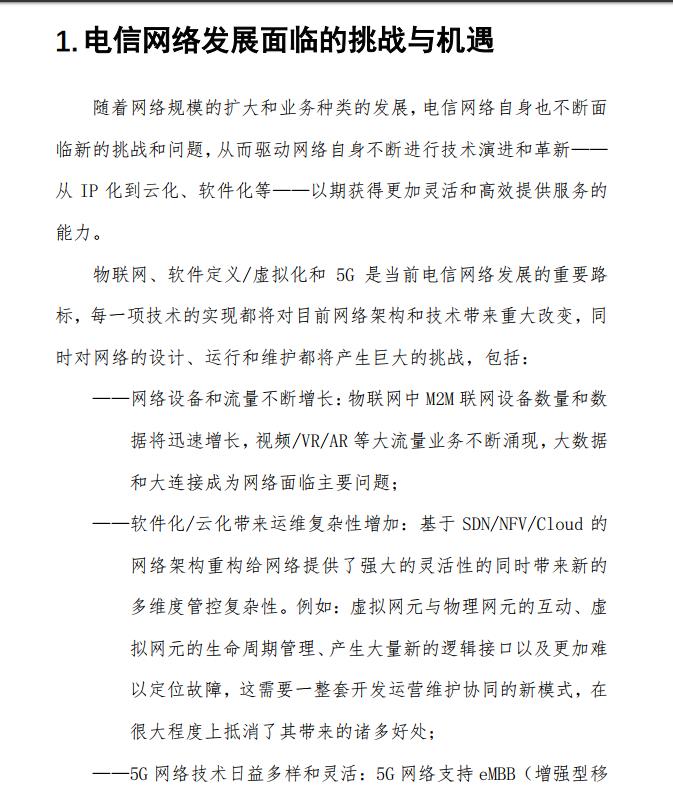 1. 电信网络发展面临的挑战与机遇
随着网络规模的扩大和业务种类的发展，电信网络自身也不断面
临新的挑战和问题，从而驱动网络自身不断进行技术演进和革新——
从 IP 化到云化、软件化等——以期获得更加灵活和高效提供服务的
能力。
物联网、软件定义/虚拟化和 5G 是当前电信网络发展的重要路
标，每一项技术的实现都将对目前网络架构和技术带来重大改变，同
时对网络的设计、运行和维护都将产生巨大的挑战，包括：
——网络设备和流量不断增长：物联网中 M2M 联网设备数量和数
据将迅速增长，视频/VR/AR 等大流量业务不断涌现，大数据
和大连接成为网络面临主要问题；
——软件化/云化带来运维复杂性增加：基于 SDN/NFV/Cloud 的
网络架构重构给网络提供了强大的灵活性的同时带来新的
多维度管控复杂性。例如：虚拟网元与物理网元的互动、虚
拟网元的生命周期管理、产生大量新的逻辑接口以及更加难
以定位故障，这需要一整套开发运营维护协同的新模式，在
很大程度上抵消了其带来的诸多好处；
——5G 网络技术日益多样和灵活：5G 网络支持 eMBB（增强型移